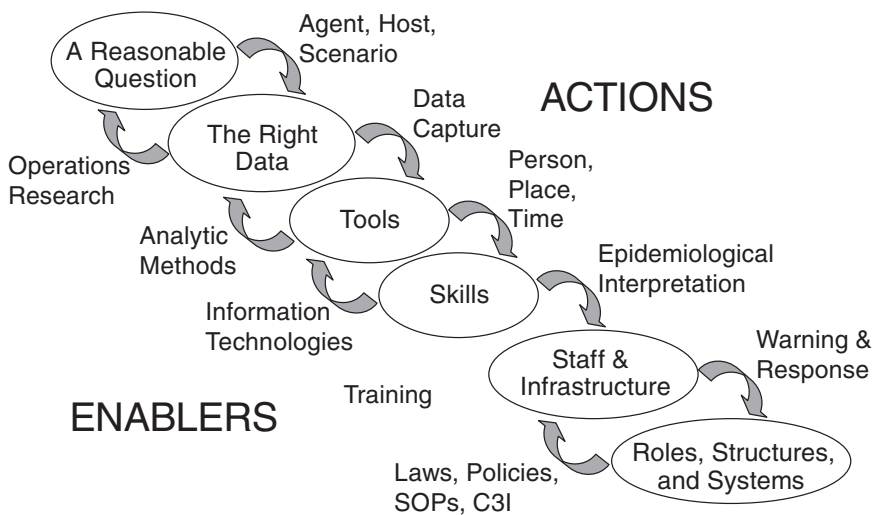 A Reasonable
Question
Agent, Host,
Scenario
ACTIONS
The Right
Data
Data
Capture
Operations
Research
Person,
Place,
Time
Tools
Analytic
Methods
Epidemiological
Interpretation
Skills
Information
Technologies
Warning &
Response
Staff &
Infrastructure
Training
ENABLERS
Roles, Structures,
and Systems
Laws, Policies,
SOPs, C3I